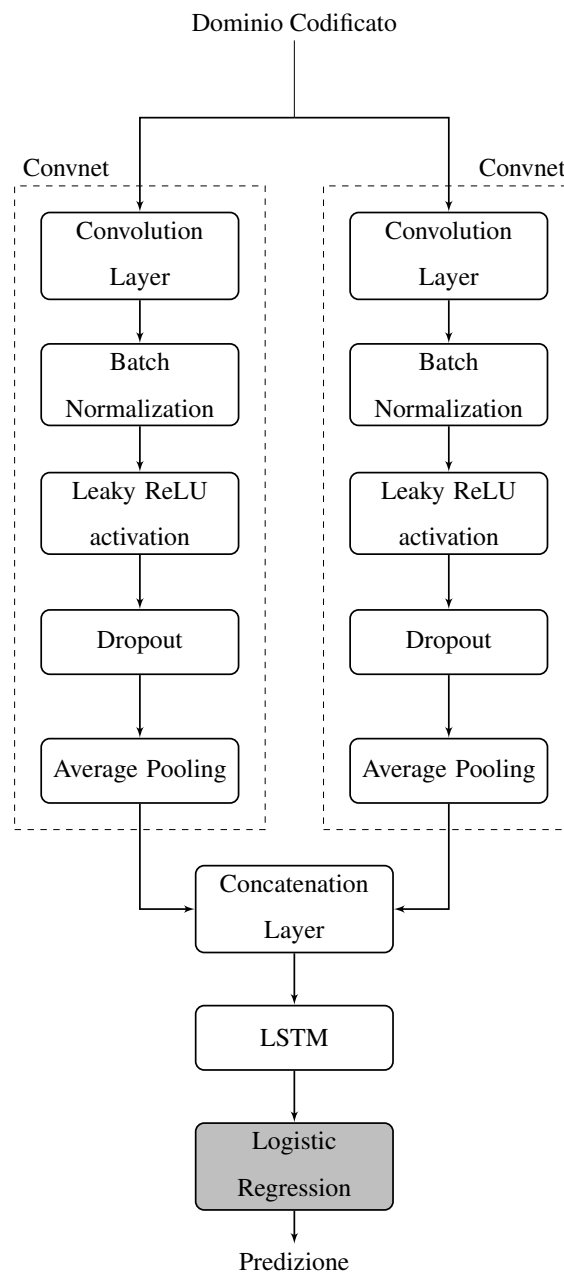 Dominio Codificato
Convnet
Convolution
Layer
Batch
Normalization
Leaky ReLU
activation
Dropout
Average Pooling
Convnet
Convolution
Layer
Batch
Normalization
Leaky ReLU
activation
Dropout
Average Pooling
Concatenation
Layer
LSTM
Logistic
Regression
Predizione